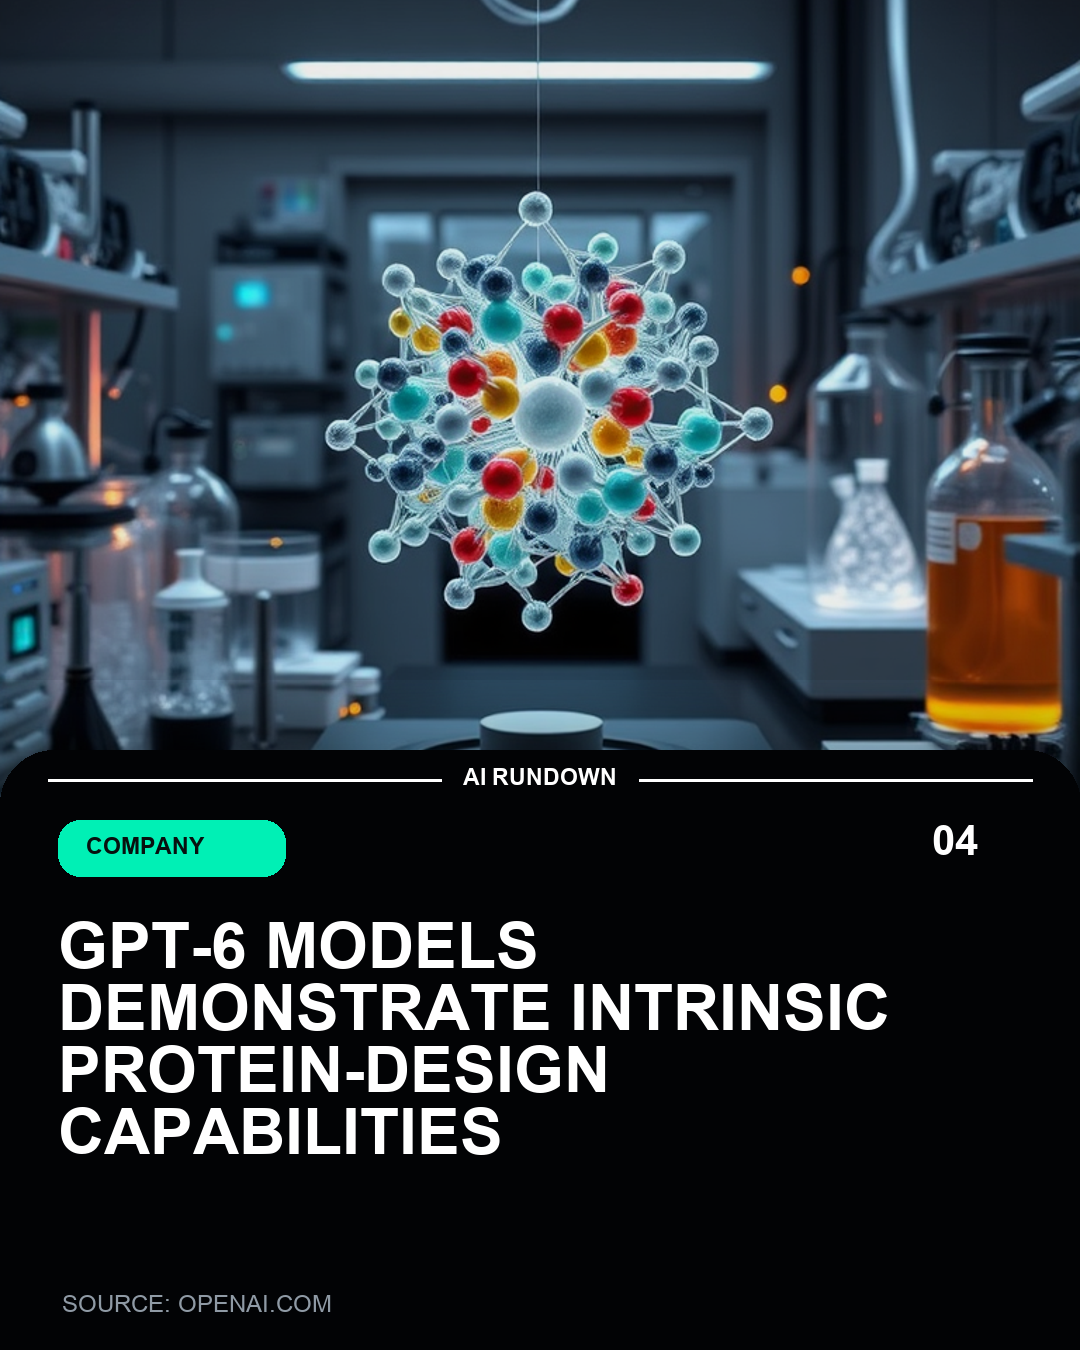 AI RUNDOWN
COMPANY
04
GPT-6 MODELS
DEMONSTRATE INTRINSIC
PROTEIN-DESIGN
CAPABILITIES
SOURCE: OPENAI.COM